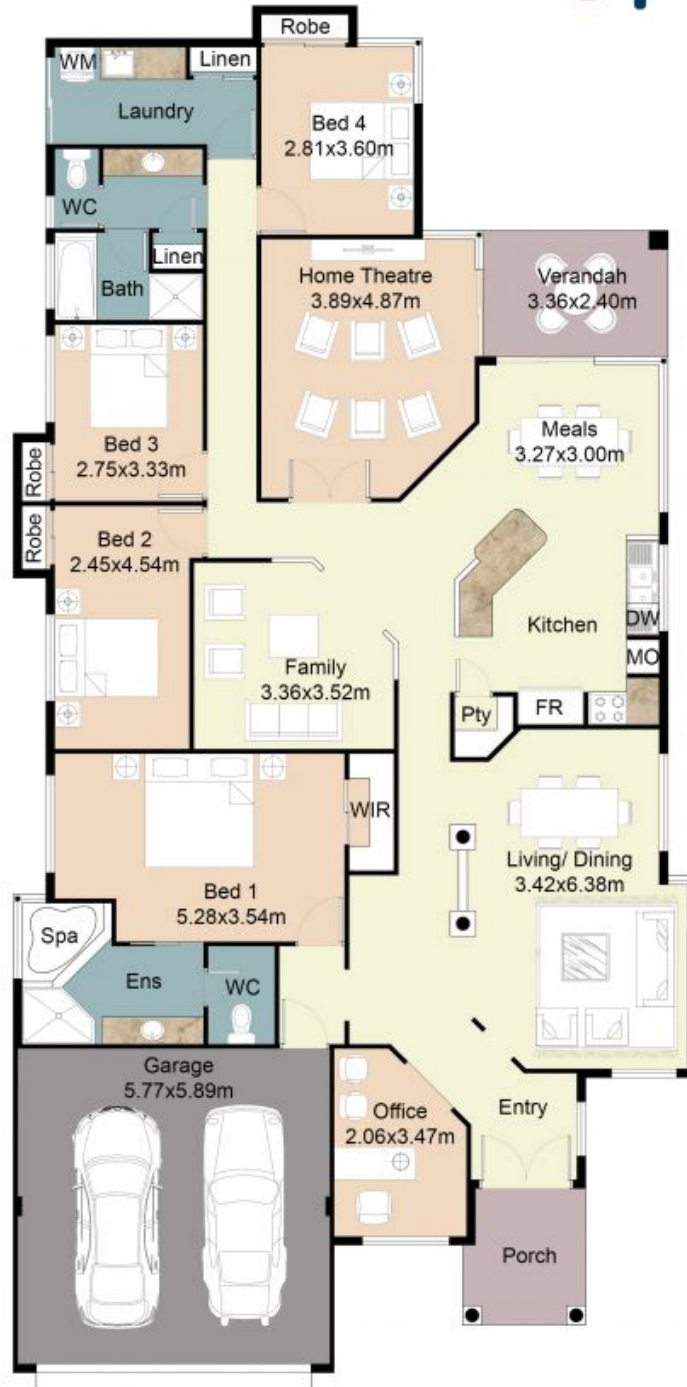 Robe
WM
Linen
Laundry
Bed 4
2.81x3.60m
WC
Linen
Bath
Home Theatre
3.89x4.87m
Verandah
3.36x2.40m
Bed 3
2.75x3.33m
Robe
Meals
3.27x3.00m
Robe
Bed 2
2.45x4.54m
DW
Kitchen
MO
Family
3.36x3.52m
Pty
FR
WIR
Bed 1
5.28x3.54m
Living/ Dining
3.42x6.38m
Spa
Ens
WC
Garage
5.77x5.89m
Office
2.06x3.47m
Entry
Porch